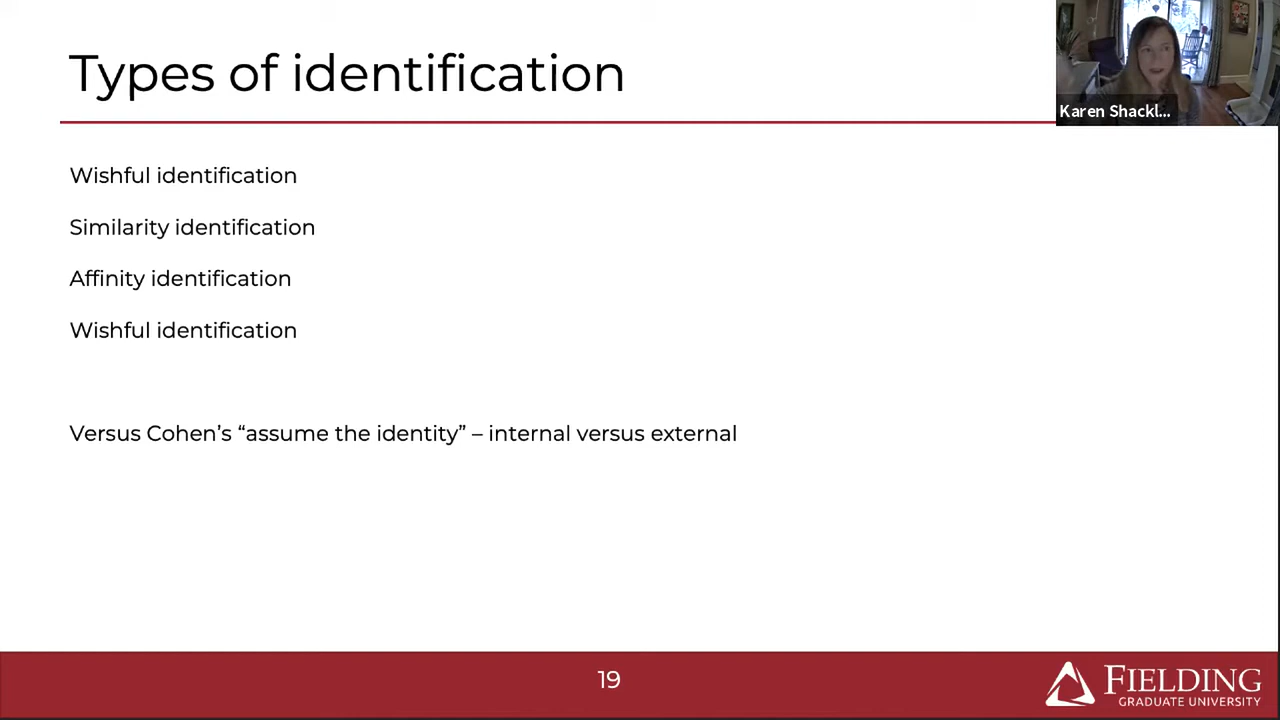 Types of identification
Karen Shackl...
Wishful identification
Similarity identification
Affinity identification
Wishful identification
Versus Cohen’s “assume the identity” – internal versus external
19
FIELDING
GRADUATE UNIVERSITY